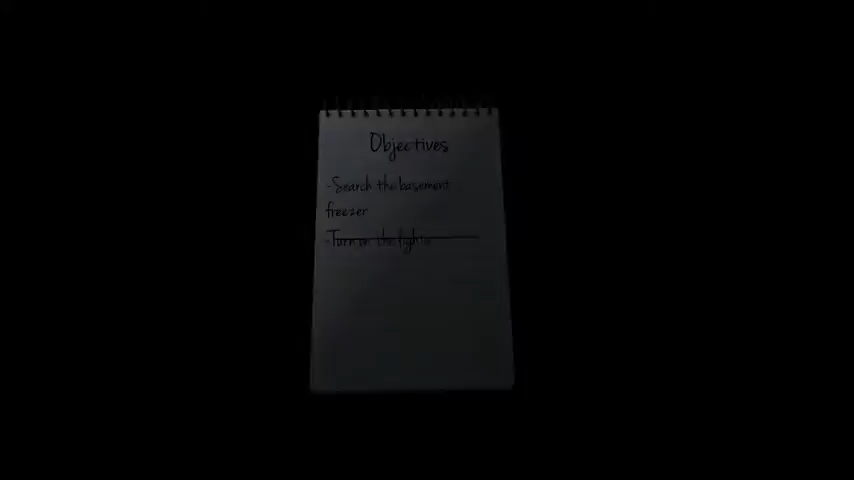 Objectives
-Search the basement
freezer
-Turn on the lights